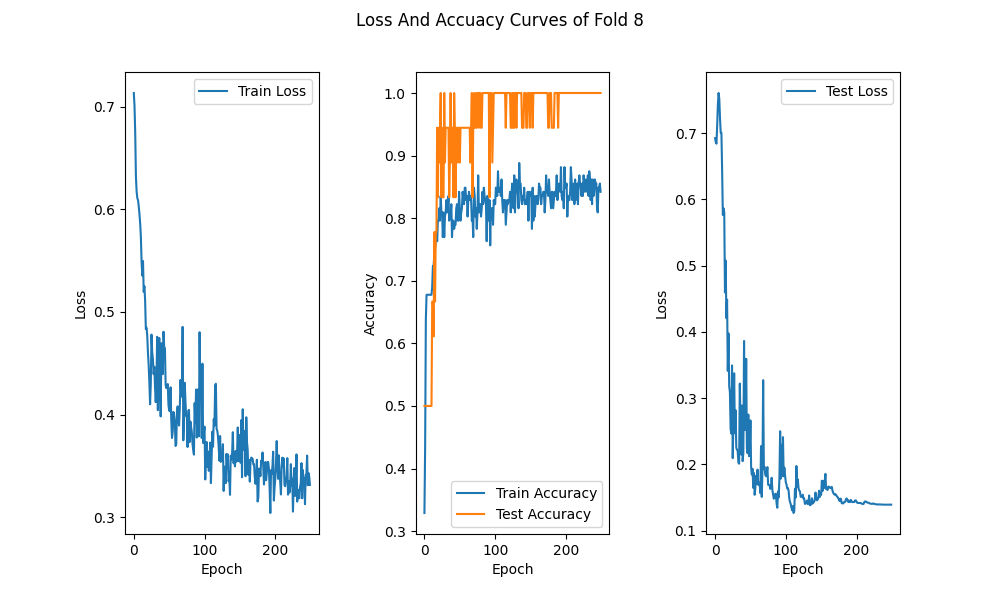 Loss And Accuacy Curves of Fold 8
Train Loss
Loss
0.7
0.6
0.5
0.4
0.3
0 100 200
Epoch
Train Accuracy
Test Accuracy
Accuracy
1.0
0.9
0.8
0.7
0.6
0.5
0.4
0.3
0 100 200
Epoch
Test Loss
Loss
0.7
0.6
0.5
0.4
0.3
0.2
0.1
0 100 200
Epoch